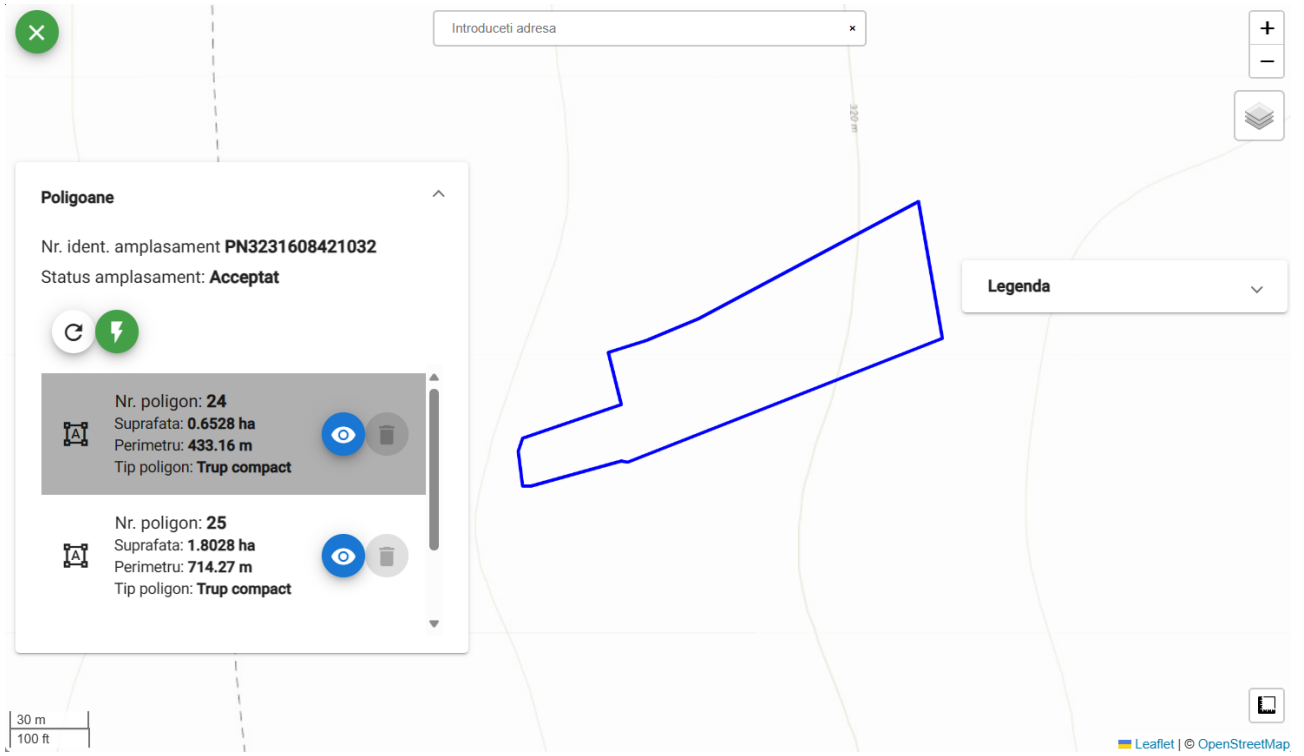 Introduceti adresa
×
+
−
320 m
Poligoane
Nr. ident. amplasament PN3231608421032
Status amplasament: Acceptat
Legenda
A
Nr. poligon: 24
Suprafata: 0.6528 ha
Perimetru: 433.16 m
Tip poligon: Trup compact
A
Nr. poligon: 25
Suprafata: 1.8028 ha
Perimetru: 714.27 m
Tip poligon: Trup compact
30 m
100 ft
Leaflet | © OpenStreetMap